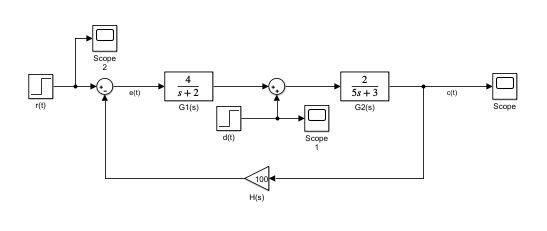 Scope
2
r(t)
+
−
e(t)
4
s + 2
G1(s)
+
+
2
5s + 3
G2(s)
c(t)
Scope
d(t)
Scope
1
100
H(s)